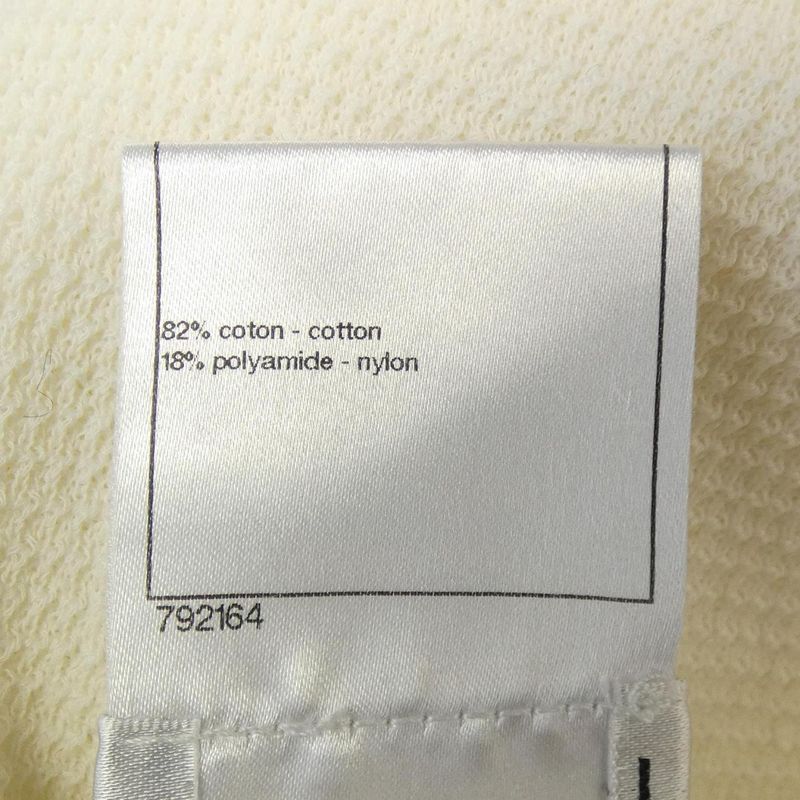 82% coton - cotton
18% polyamide - nylon
792164